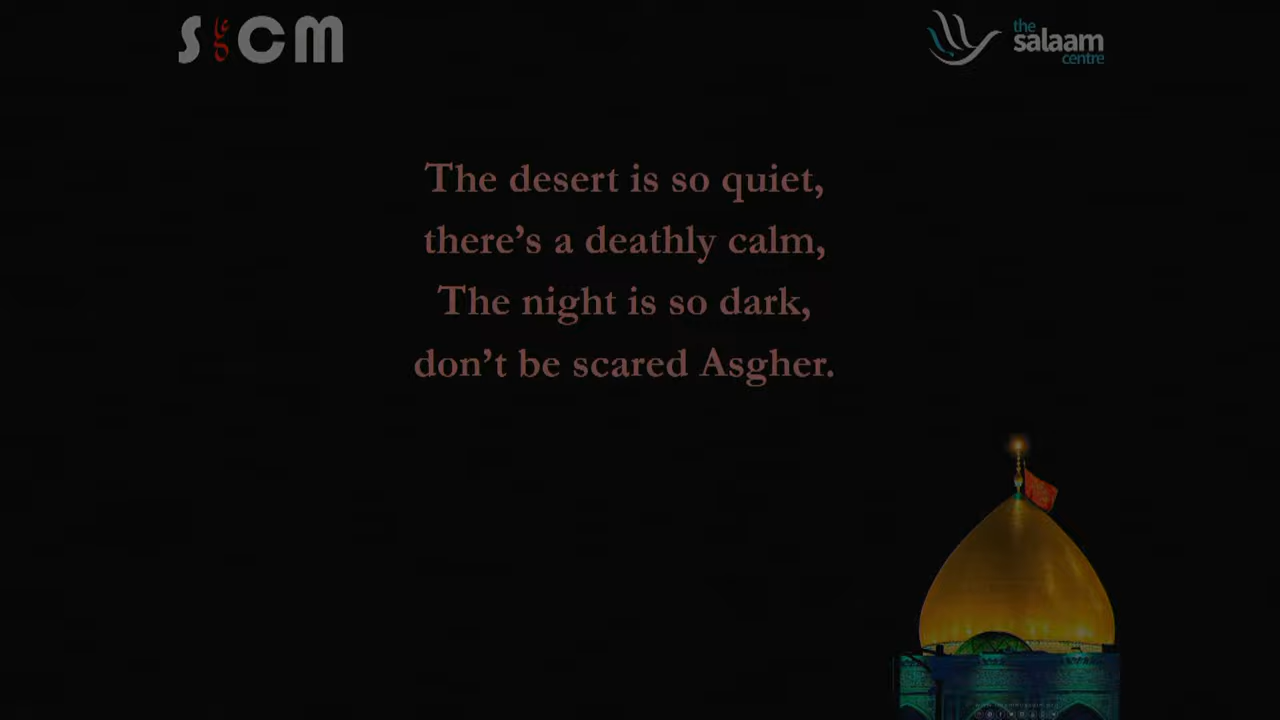 SICM
the
salaam
centre
The desert is so quiet,
there’s a deathly calm,
The night is so dark,
don’t be scared Asgher.